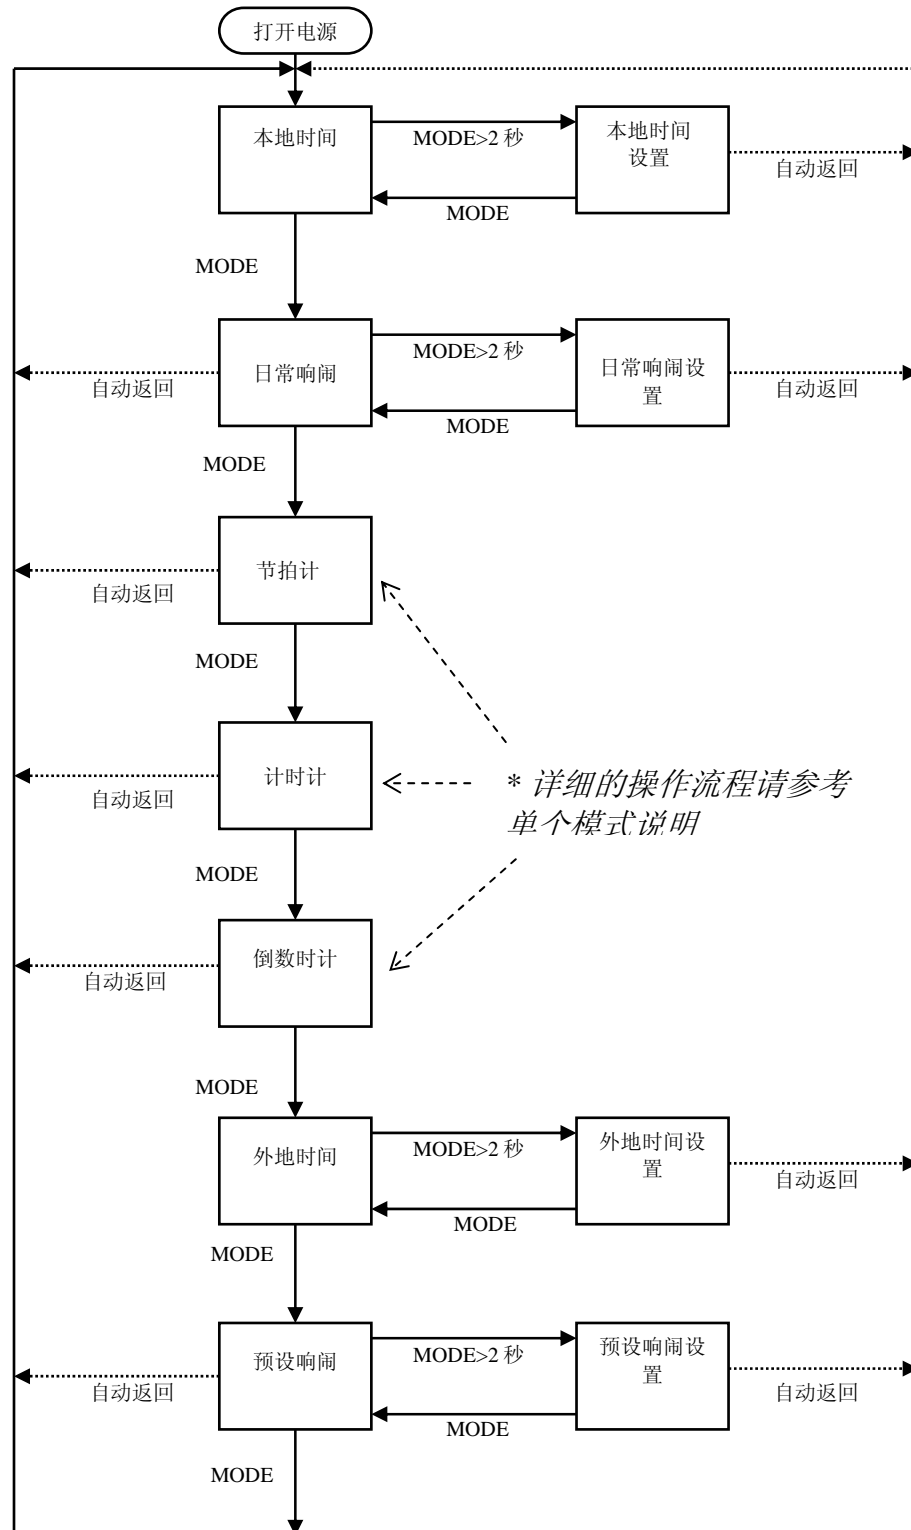 打开电源
本地时间
MODE>2 秒
本地时间
设置
自动返回
MODE
MODE
日常响闹
MODE>2 秒
日常响闹设
置
自动返回
自动返回
MODE
MODE
节拍计
自动返回
MODE
计时计
自动返回
* 详细的操作流程请参考
单个模式说明
MODE
倒数时计
自动返回
MODE
外地时间
MODE>2 秒
外地时间设
置
自动返回
MODE
MODE
预设响闹
MODE>2 秒
预设响闹设
置
自动返回
自动返回
MODE
MODE